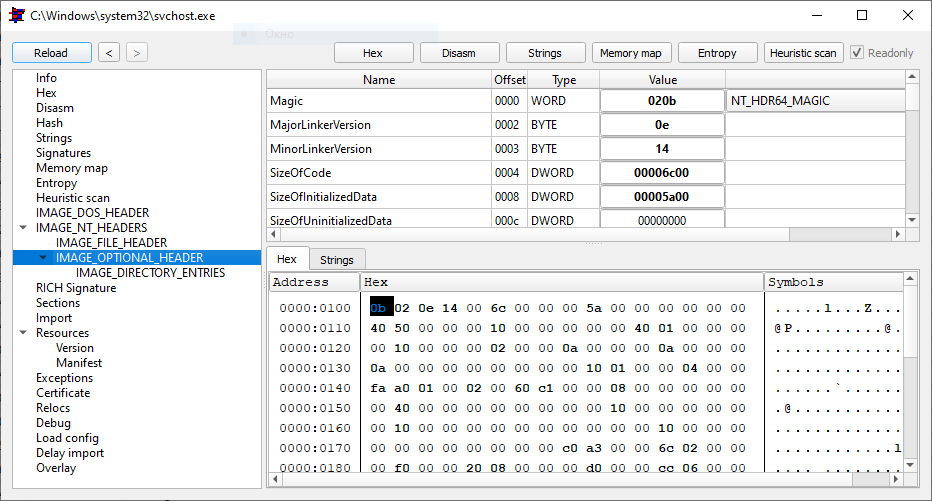 C:\Windows\system32\svchost.exe
Окно
Reload < > Hex Disasm Strings Memory map Entropy Heuristic scan Readonly
Info
Hex
Disasm
Hash
Strings
Signatures
Memory map
Entropy
Heuristic scan
IMAGE_DOS_HEADER
IMAGE_NT_HEADERS
IMAGE_FILE_HEADER
IMAGE_OPTIONAL_HEADER
IMAGE_DIRECTORY_ENTRIES
RICH Signature
Sections
Import
Resources
Version
Manifest
Exceptions
Certificate
Relocs
Debug
Load config
Delay import
Overlay
Name Offset Type Value
Magic 0000 WORD 020b NT_HDR64_MAGIC
MajorLinkerVersion 0002 BYTE 0e
MinorLinkerVersion 0003 BYTE 14
SizeOfCode 0004 DWORD 00006c00
SizeOfInitializedData 0008 DWORD 00005a00
SizeOfUninitializedData 000c DWORD 00000000
Hex Strings
Address Hex Symbols
0000:0100 0b 02 0e 14 00 6c 00 00 00 5a 00 00 00 00 00 00 .....l...Z...
0000:0110 40 50 00 00 00 10 00 00 00 00 00 40 01 00 00 00 @P.........@.
0000:0120 00 10 00 00 00 02 00 00 0a 00 00 00 0a 00 00 00 .............
0000:0130 0a 00 00 00 00 00 00 00 00 10 01 00 00 04 00 00 .............
0000:0140 fa a0 01 00 02 00 60 c1 00 00 08 00 00 00 00 00 ......`......
0000:0150 00 40 00 00 00 00 00 00 00 00 10 00 00 00 00 00 .@...........
0000:0160 00 10 00 00 00 00 00 00 00 00 00 00 10 00 00 00 .............
0000:0170 00 00 00 00 00 00 00 00 c0 a3 00 00 6c 02 00 00 ............l
0000:0180 00 f0 00 00 20 08 00 00 00 d0 00 00 cc 06 00 00 .... ........